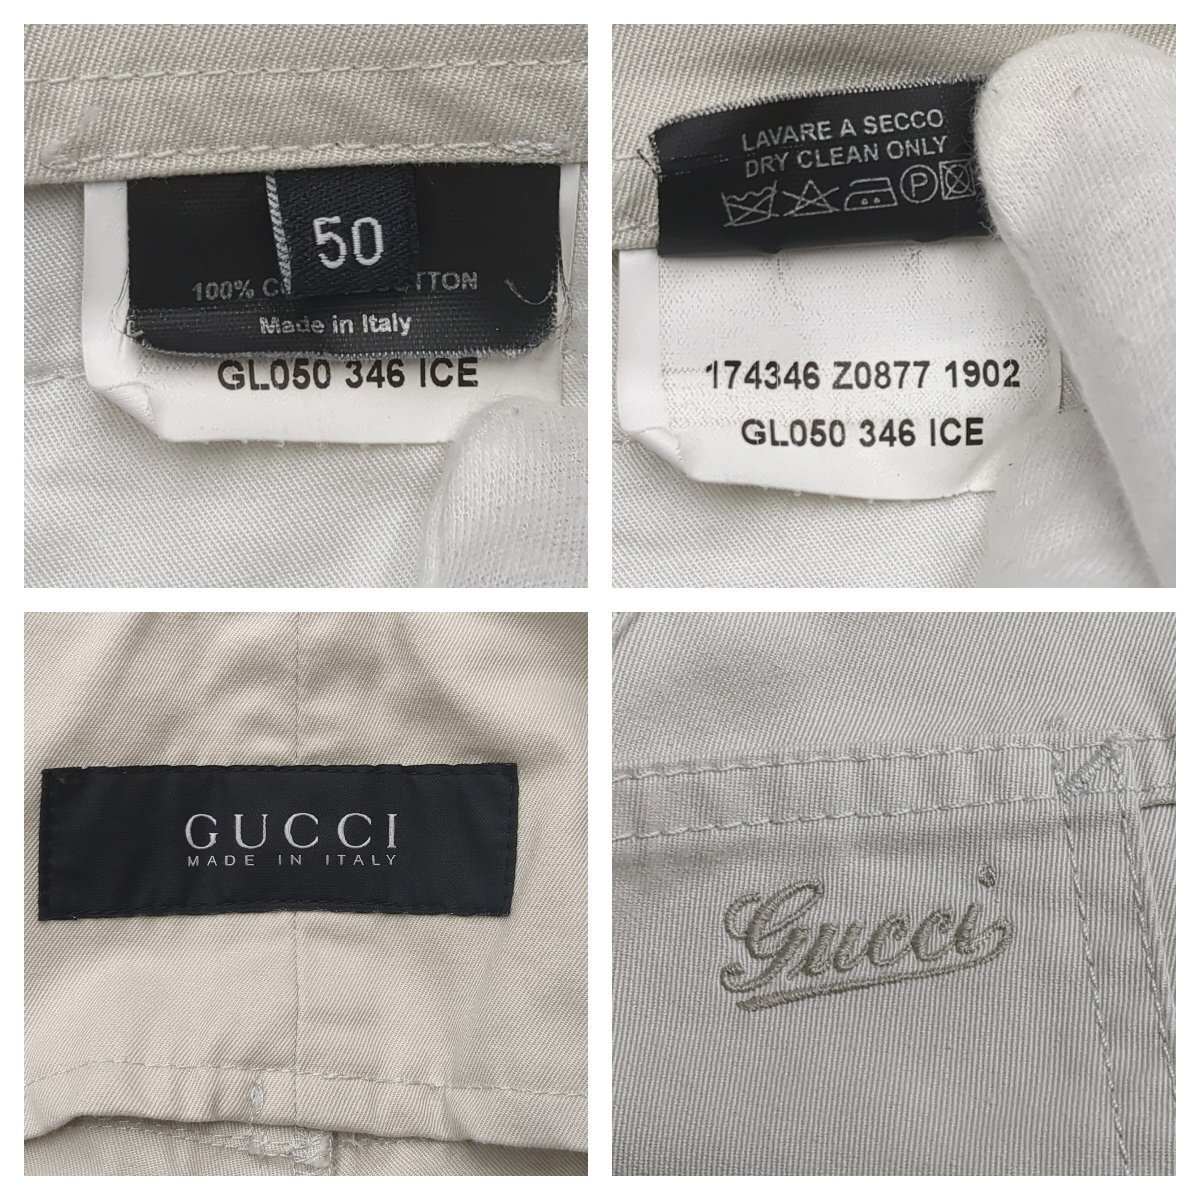 50
100% COTTON
Made in Italy
GL050 346 ICE
LAVARE A SECCO
DRY CLEAN ONLY
P
174346 Z0877 1902
GL050 346 ICE
GUCCI
MADE IN ITALY
Gucci